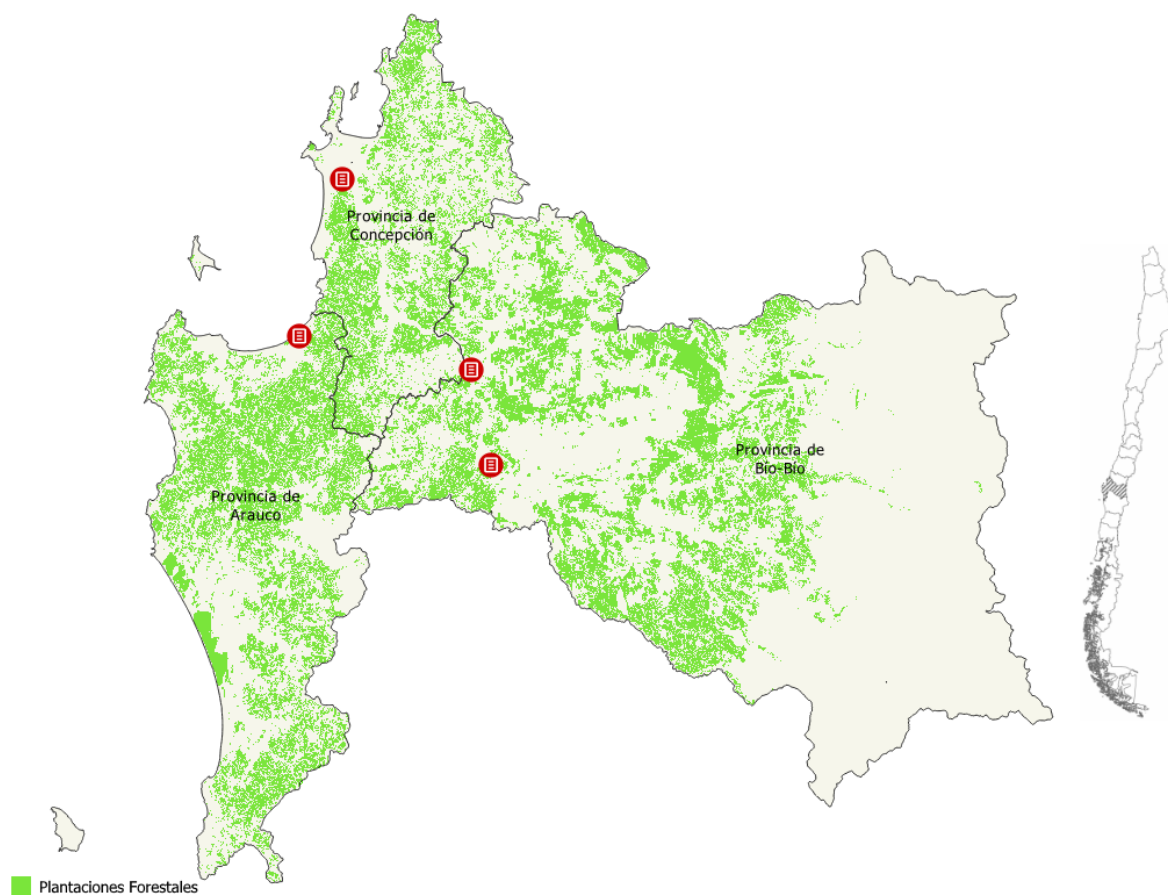 Provincia de
Concepción
Provincia de
Bío-Bío
Provincia de
Arauco
Plantaciones Forestales